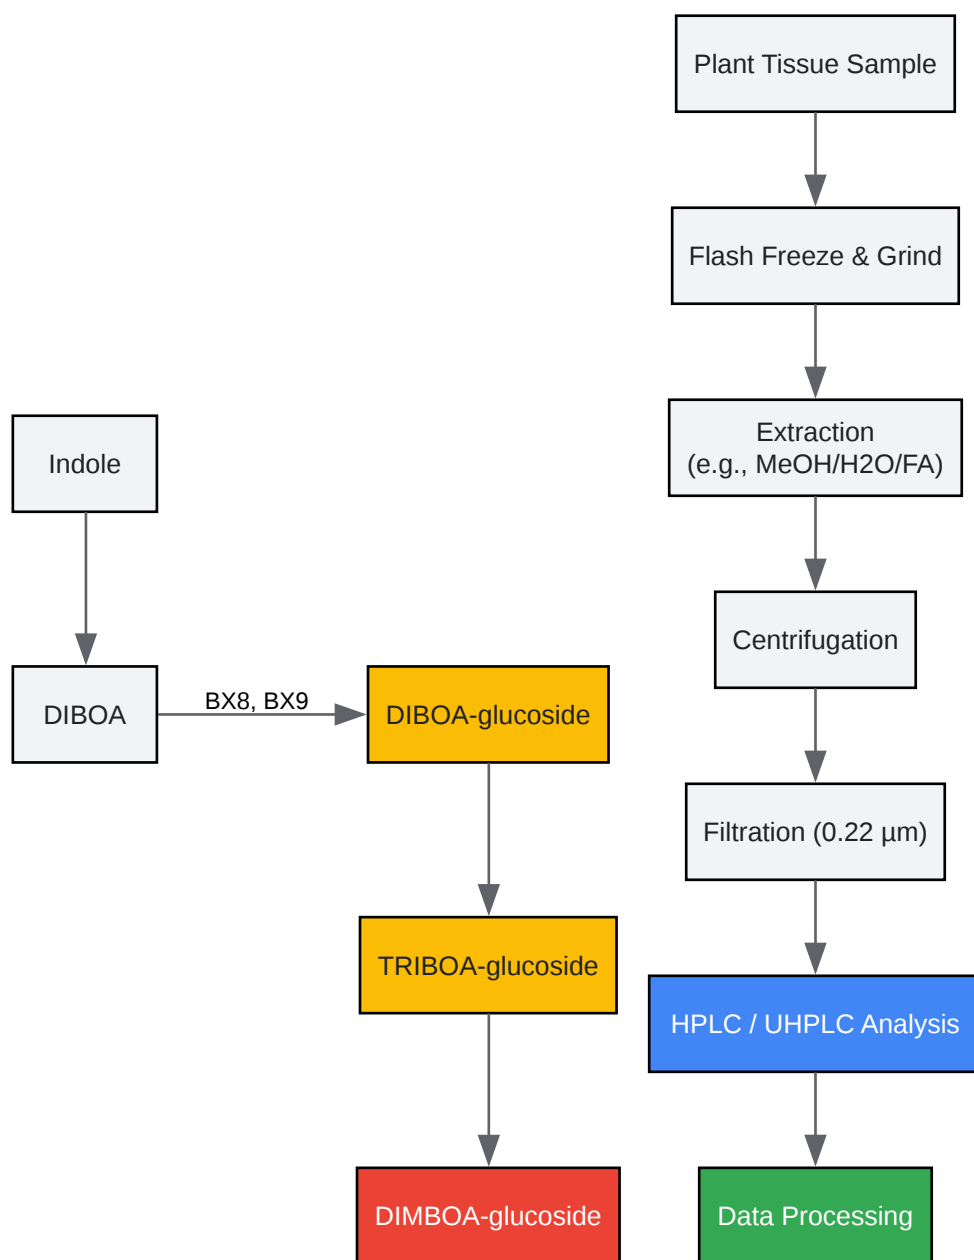 Plant Tissue Sample
Flash Freeze & Grind
Extraction
(e.g., MeOH/H2O/FA)
Centrifugation
Filtration (0.22 µm)
HPLC / UHPLC Analysis
Data Processing
Indole
DIBOA
BX8, BX9
DIBOA-glucoside
TRIBOA-glucoside
DIMBOA-glucoside